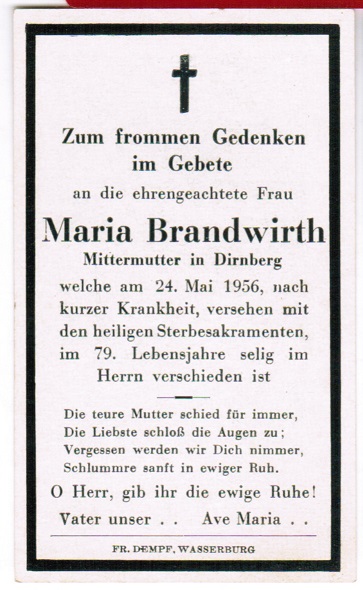 Zum frommen Gedenken
im Gebete
an die ehrengeachtete Frau
Maria Brandwirth
Mittermutter in Dirnberg
welche am 24. Mai 1956, nach
kurzer Krankheit, versehen mit
den heiligen Sterbesakramenten,
im 79. Lebensjahre selig im
Herrn verschieden ist
Die teure Mutter schied für immer,
Die Liebste schloß die Augen zu;
Vergessen werden wir Dich nimmer,
Schlummre sanft in ewiger Ruh.
O Herr, gib ihr die ewige Ruhe!
Vater unser . . Ave Maria . .
FR. DEMPF, WASSERBURG